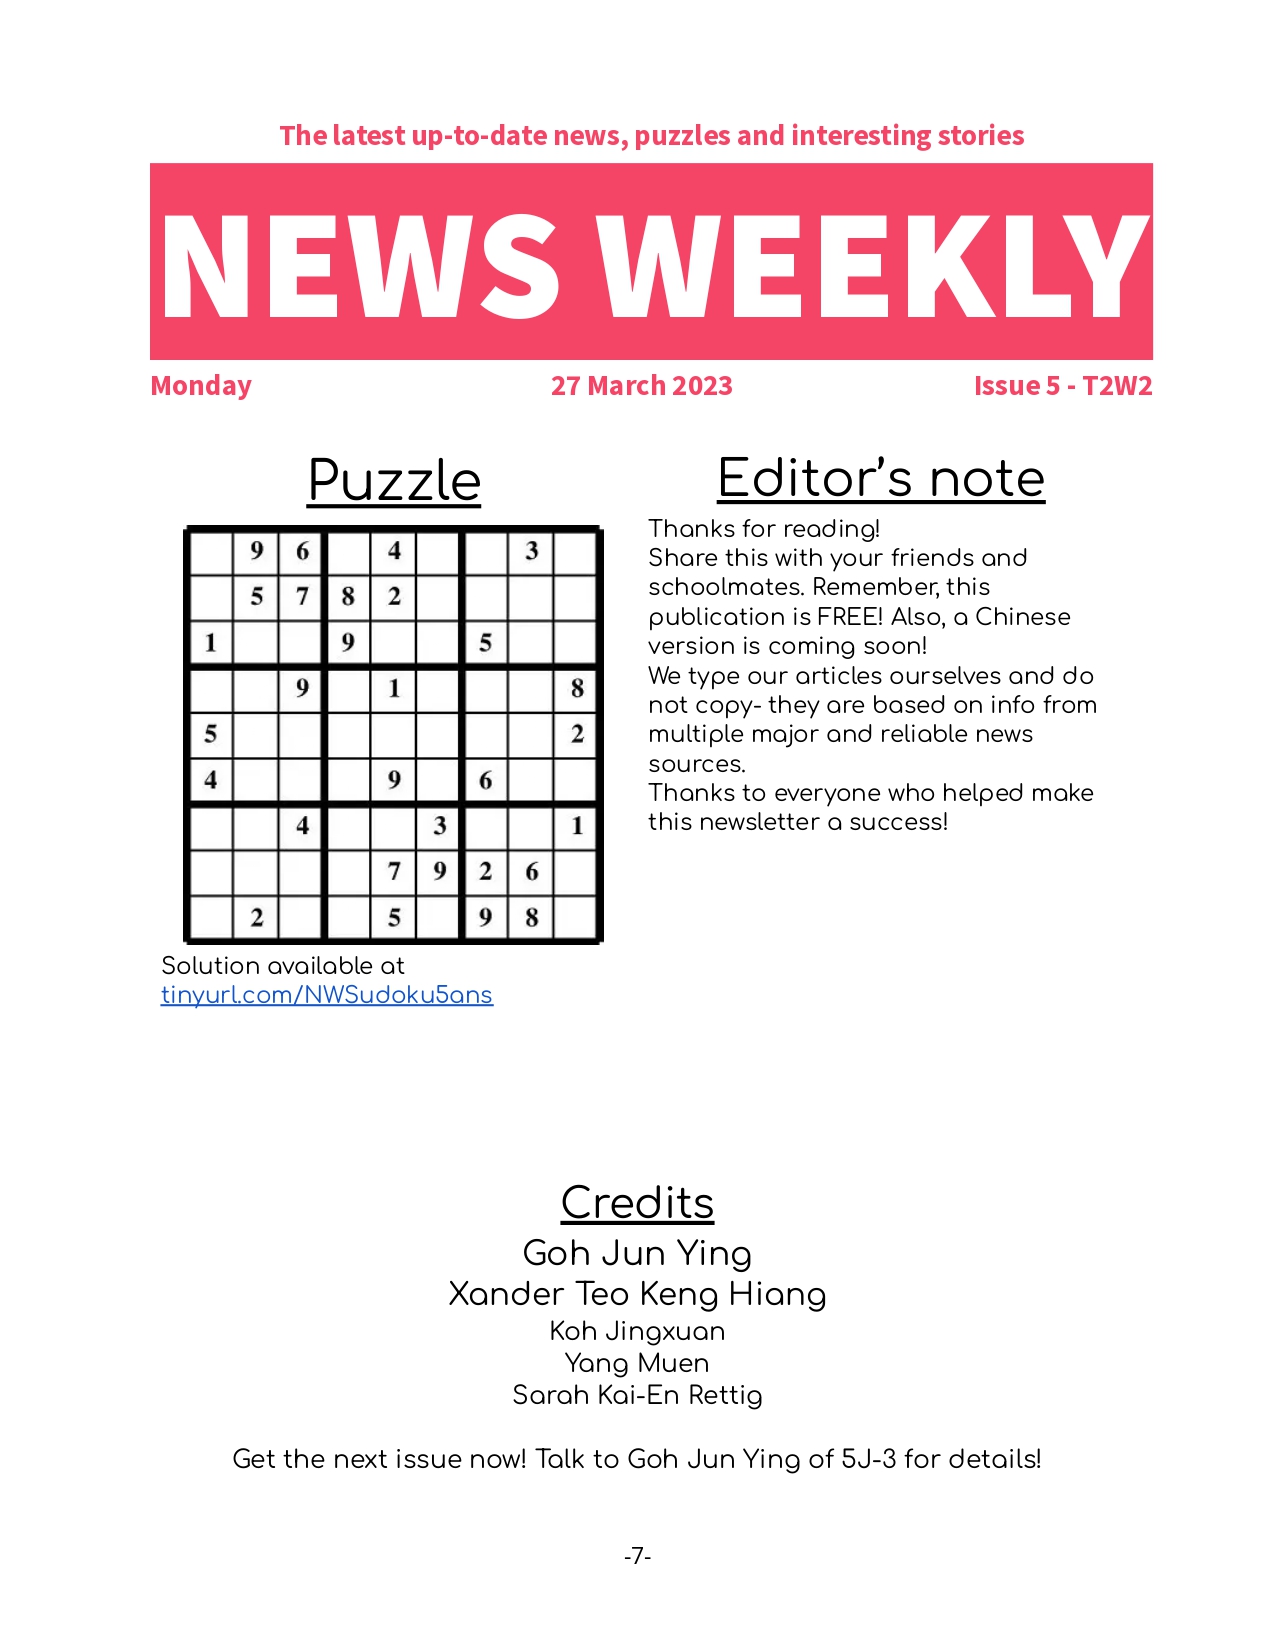 The latest up-to-date news, puzzles and interesting stories
NEWS WEEKLY
Monday 27 March 2023 Issue 5 - T2W2
Puzzle
9 6 4 3
5 7 8 2
1 9 5
9 1 8
5 2
4 9 6
4 3 1
7 9 2 6
2 5 9 8
Solution available at
tinyurl.com/NWSudoku5ans
Editor's note
Thanks for reading!
Share this with your friends and
schoolmates. Remember, this
publication is FREE! Also, a Chinese
version is coming soon!
We type our articles ourselves and do
not copy- they are based on info from
multiple major and reliable news
sources.
Thanks to everyone who helped make
this newsletter a success!
Credits
Goh Jun Ying
Xander Teo Keng Hiang
Koh Jingxuan
Yang Muen
Sarah Kai-En Rettig
Get the next issue now! Talk to Goh Jun Ying of 5J-3 for details!
-7-